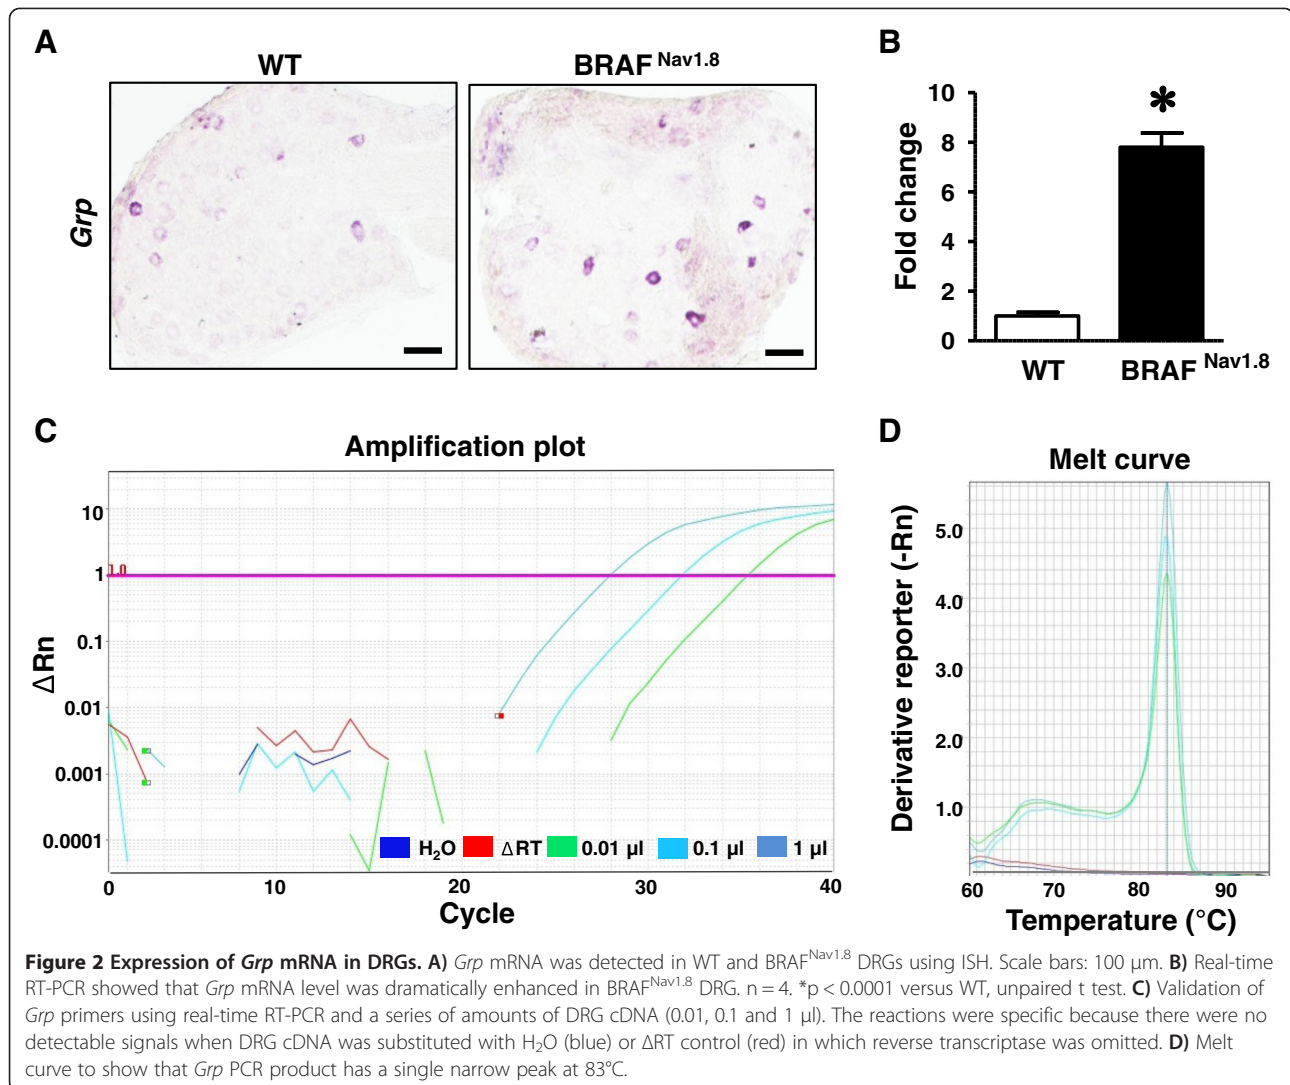 A
WT
BRAF Nav1.8
Grp
B
Fold change
10
8
6
4
2
0
*
WT
BRAF Nav1.8
C
Amplification plot
ΔRn
10
1
1.0
0.1
0.01
0.001
0.0001
H2O
ΔRT
0.01 µl
0.1 µl
1 µl
0
10
20
30
40
Cycle
D
Melt curve
Derivative reporter (-Rn)
5.0
4.0
3.0
2.0
1.0
60
70
80
90
Temperature (°C)
Figure 2 Expression of Grp mRNA in DRGs. A) Grp mRNA was detected in WT and BRAFNav1.8 DRGs using ISH. Scale bars: 100 µm. B) Real-time
RT-PCR showed that Grp mRNA level was dramatically enhanced in BRAFNav1.8 DRG. n = 4. *p < 0.0001 versus WT, unpaired t test. C) Validation of
Grp primers using real-time RT-PCR and a series of amounts of DRG cDNA (0.01, 0.1 and 1 µl). The reactions were specific because there were no
detectable signals when DRG cDNA was substituted with H2O (blue) or ΔRT control (red) in which reverse transcriptase was omitted. D) Melt
curve to show that Grp PCR product has a single narrow peak at 83°C.